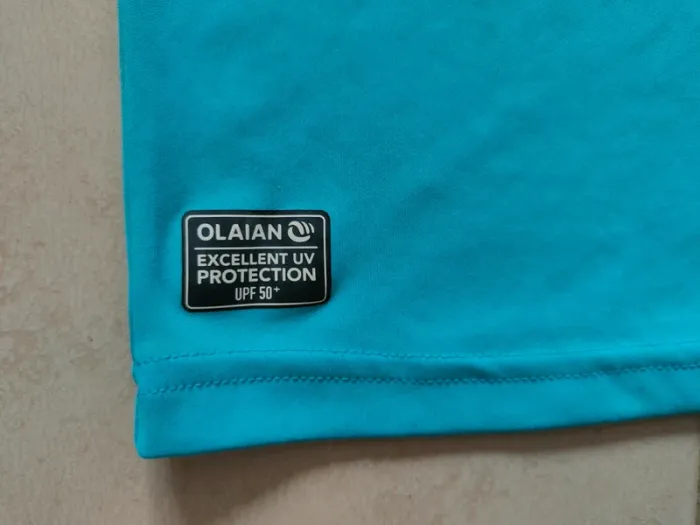 OLAIAN
EXCELLENT UV
PROTECTION
UPF 50+